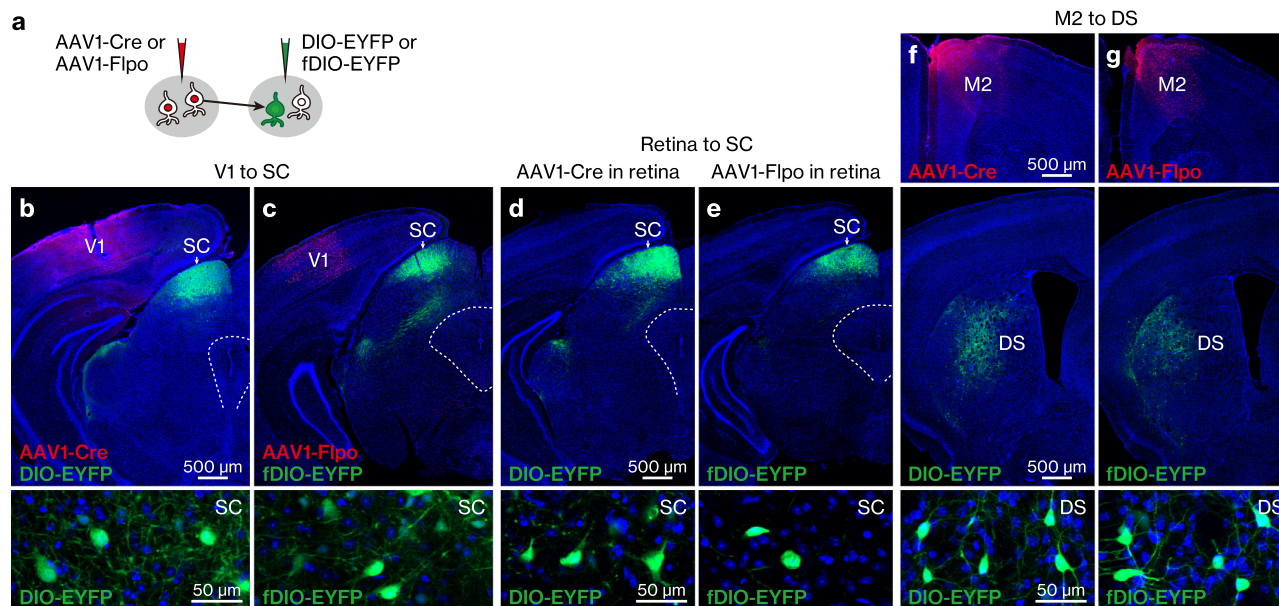 a
AAV1-Cre or
AAV1-Flpo
DIO-EYFP or
fDIO-EYFP
V1 to SC
b
V1
SC
AAV1-Cre
DIO-EYFP
500 µm
SC
DIO-EYFP
50 µm
c
V1
SC
AAV1-Flpo
fDIO-EYFP
SC
fDIO-EYFP
Retina to SC
AAV1-Cre in retina
AAV1-Flpo in retina
d
SC
DIO-EYFP
500 µm
SC
DIO-EYFP
50 µm
e
SC
fDIO-EYFP
SC
fDIO-EYFP
M2 to DS
f
M2
AAV1-Cre
500 µm
DS
DIO-EYFP
500 µm
DS
DIO-EYFP
50 µm
g
M2
AAV1-Flpo
DS
fDIO-EYFP
DS
fDIO-EYFP